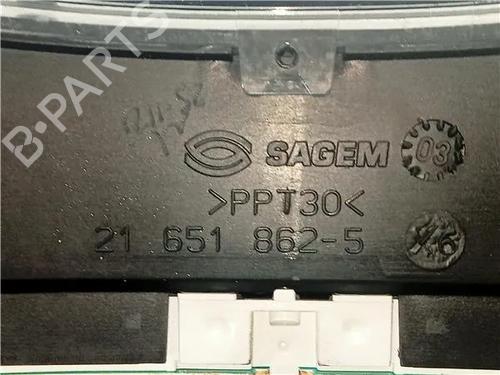 B-PARTS
SAGEM
03
>PPT30<
21 651 862-5